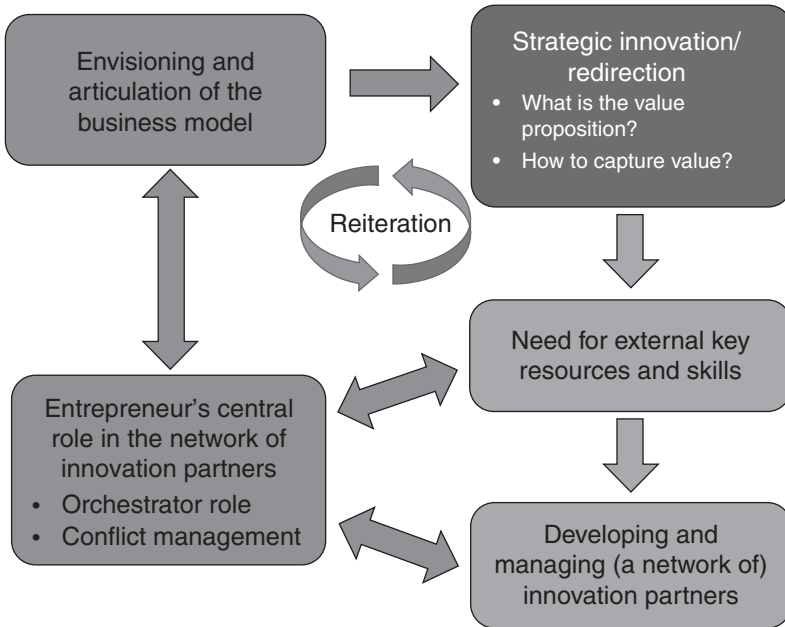 Envisioning and
articulation of the
business model
Strategic innovation/
redirection
• What is the value
proposition?
• How to capture value?
Reiteration
Need for external key
resources and skills
Entrepreneur's central
role in the network of
innovation partners
• Orchestrator role
• Conflict management
Developing and
managing (a network of)
innovation partners